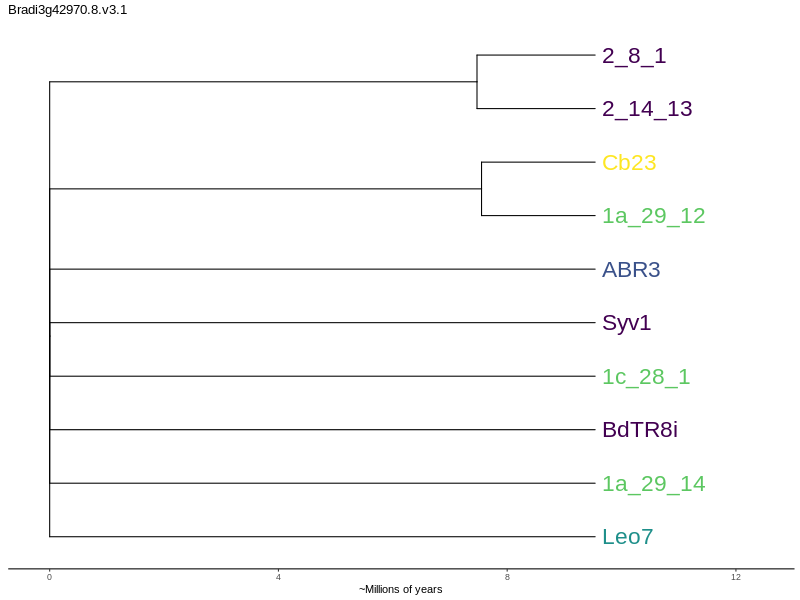 Bradi3g42970.8.v3.1
2_8_1
2_14_13
Cb23
1a_29_12
ABR3
Syv1
1c_28_1
BdTR8i
1a_29_14
Leo7
0 4 8 12
~Millions of years